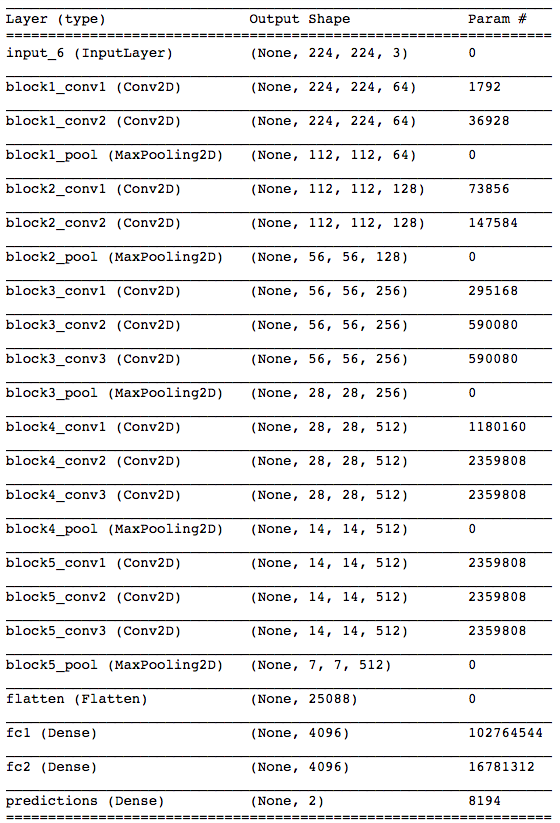 Layer (type) Output Shape Param #
input_6 (InputLayer) (None, 224, 224, 3) 0
block1_conv1 (Conv2D) (None, 224, 224, 64) 1792
block1_conv2 (Conv2D) (None, 224, 224, 64) 36928
block1_pool (MaxPooling2D) (None, 112, 112, 64) 0
block2_conv1 (Conv2D) (None, 112, 112, 128) 73856
block2_conv2 (Conv2D) (None, 112, 112, 128) 147584
block2_pool (MaxPooling2D) (None, 56, 56, 128) 0
block3_conv1 (Conv2D) (None, 56, 56, 256) 295168
block3_conv2 (Conv2D) (None, 56, 56, 256) 590080
block3_conv3 (Conv2D) (None, 56, 56, 256) 590080
block3_pool (MaxPooling2D) (None, 28, 28, 256) 0
block4_conv1 (Conv2D) (None, 28, 28, 512) 1180160
block4_conv2 (Conv2D) (None, 28, 28, 512) 2359808
block4_conv3 (Conv2D) (None, 28, 28, 512) 2359808
block4_pool (MaxPooling2D) (None, 14, 14, 512) 0
block5_conv1 (Conv2D) (None, 14, 14, 512) 2359808
block5_conv2 (Conv2D) (None, 14, 14, 512) 2359808
block5_conv3 (Conv2D) (None, 14, 14, 512) 2359808
block5_pool (MaxPooling2D) (None, 7, 7, 512) 0
flatten (Flatten) (None, 25088) 0
fc1 (Dense) (None, 4096) 102764544
fc2 (Dense) (None, 4096) 16781312
predictions (Dense) (None, 2) 8194